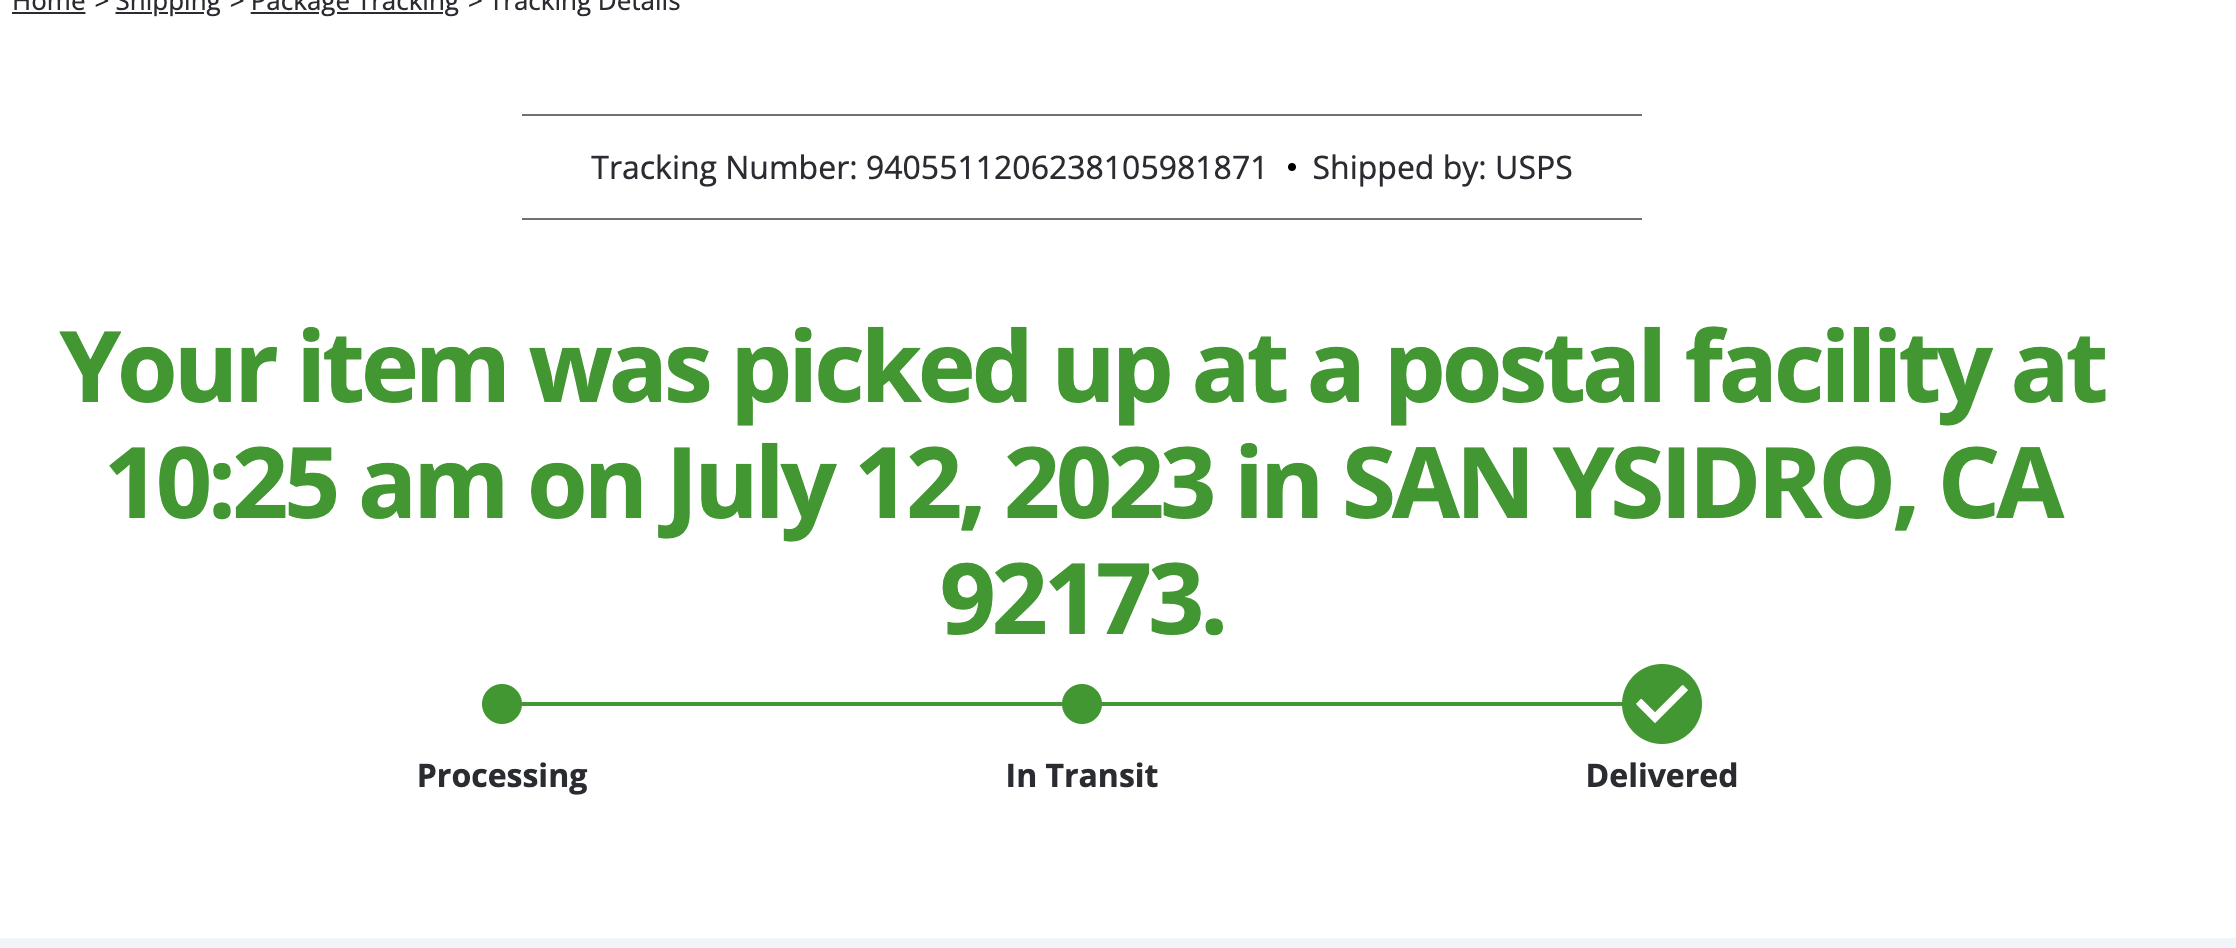 Home > Shipping > Package Tracking > Tracking Details
Tracking Number: 9405511206238105981871 • Shipped by: USPS
Your item was picked up at a postal facility at
10:25 am on July 12, 2023 in SAN YSIDRO, CA
92173.
Processing
In Transit
Delivered